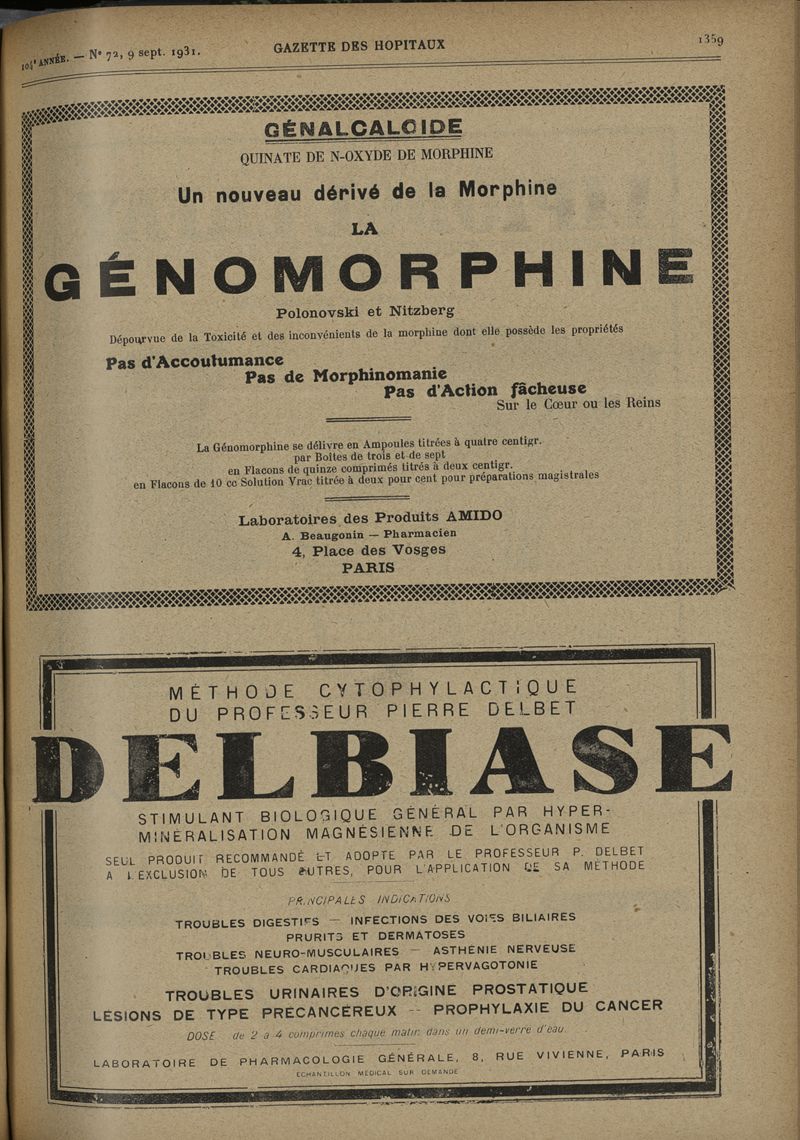 104e ANNÉE. — N° 72, 9 sept. 1931.
GAZETTE DES HOPITAUX
1359
GÉNALCALOIDE
QUINATE DE N-OXYDE DE MORPHINE
Un nouveau dérivé de la Morphine
LA
GÉNOMORPHINE
Polonovski et Nitzberg
Dépourvue de la Toxicité et des inconvénients de la morphine dont elle possède les propriétés
Pas d'Accoutumance
Pas de Morphinomanie
Pas d'Action fâcheuse
Sur le Cœur ou les Reins
La Génomorphine se délivre en Ampoules titrées à quatre centigr.
par Boîtes de trois et de sept
en Flacons de quinze comprimés titrés à deux centigr.
en Flacons de 10 cc Solution Vrac titrée à deux pour cent pour préparations magistrales
Laboratoires des Produits AMIDO
A. Beaugonin — Pharmacien
4, Place des Vosges
PARIS
MÉTHODE CYTOPHYLACTIQUE
DU PROFESSEUR PIERRE DELBET
DELBIASE
STIMULANT BIOLOGIQUE GÉNÉRAL PAR HYPER-
MINÉRALISATION MAGNÉSIENNE DE L'ORGANISME
SEUL PRODUIT RECOMMANDÉ ET ADOPTÉ PAR LE PROFESSEUR P. DELBET
A L'EXCLUSION DE TOUS AUTRES, POUR L'APPLICATION DE SA MÉTHODE
PRINCIPALES INDICATIONS
TROUBLES DIGESTIFS — INFECTIONS DES VOIES BILIAIRES
PRURITS ET DERMATOSES
TROUBLES NEURO-MUSCULAIRES — ASTHÉNIE NERVEUSE
TROUBLES CARDIAQUES PAR HYPERVAGOTONIE
TROUBLES URINAIRES D'ORIGINE PROSTATIQUE
LÉSIONS DE TYPE PRÉCANCÉREUX — PROPHYLAXIE DU CANCER
DOSE de 2 a 4 comprimes chaque matin dans un demi-verre d'eau.
LABORATOIRE DE PHARMACOLOGIE GÉNÉRALE, 8, RUE VIVIENNE, PARIS
ECHANTILLON MÉDICAL SUR DEMANDE